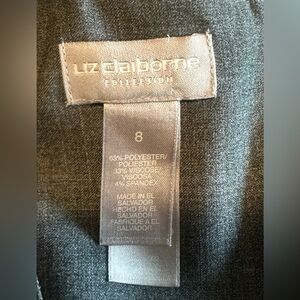 LIZ claiborne
COLLECTION
8
63% POLYESTER/
POLIESTER
33% VISCOSE/
VISCOSA
4% SPANDEX
MADE IN EL
SALVADOR
HECHO EN EL
SALVADOR
FABRIQUE A EL
SALVADOR